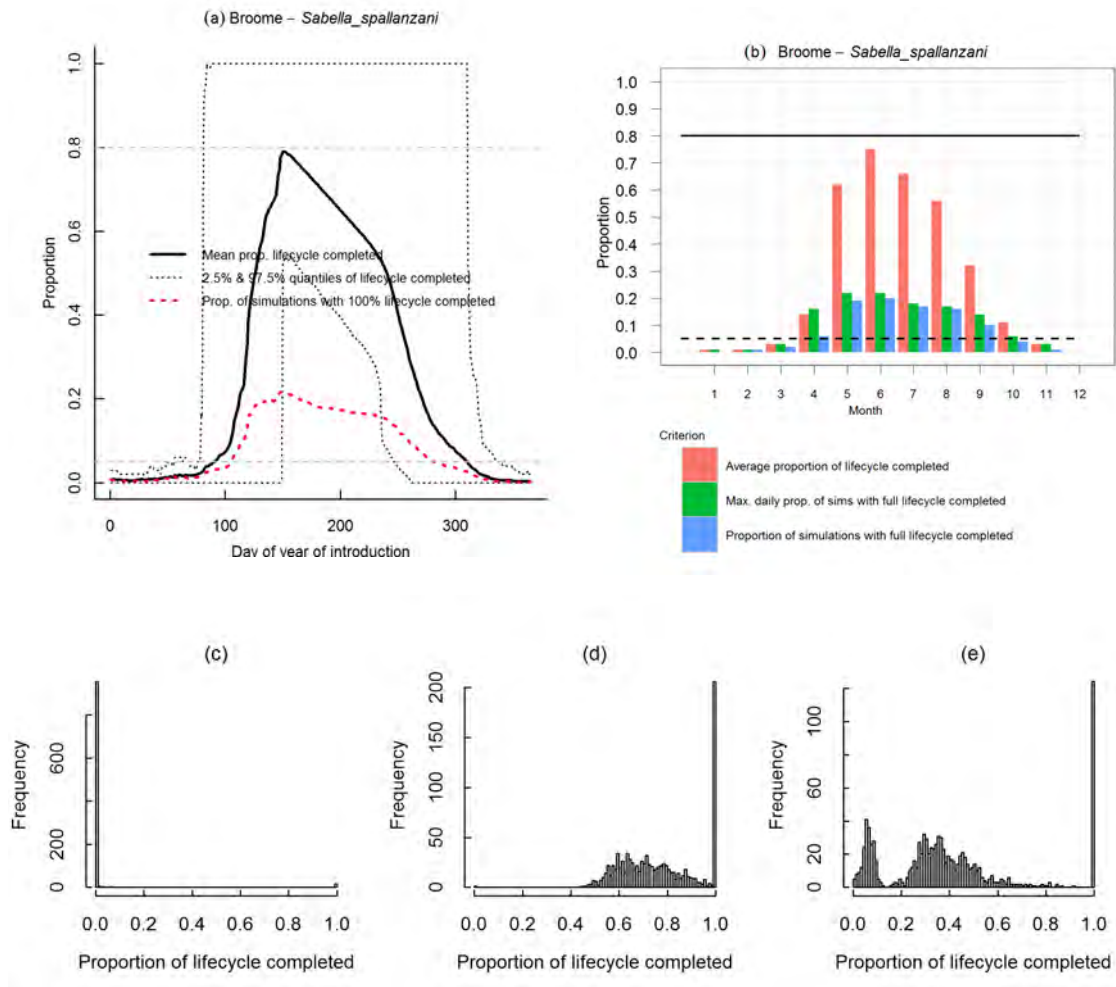 (a) Broome – Sabella_spallanzani
Proportion
1.0
0.8
0.6
0.4
0.2
0.0
Mean prop. lifecycle completed
2.5% & 97.5% quantiles of lifecycle completed
Prop. of simulations with 100% lifecycle completed
0 100 200 300
Day of year of introduction
(b) Broome – Sabella_spallanzani
Proportion
1.0
0.9
0.8
0.7
0.6
0.5
0.4
0.3
0.2
0.1
0.0
1 2 3 4 5 6 7 8 9 10 11 12
Month
Criterion
Average proportion of lifecycle completed
Max. daily prop. of sims with full lifecycle completed
Proportion of simulations with full lifecycle completed
(c)
Frequency
600
200
0
0.0 0.2 0.4 0.6 0.8 1.0
Proportion of lifecycle completed
(d)
Frequency
200
150
100
50
0
0.0 0.2 0.4 0.6 0.8 1.0
Proportion of lifecycle completed
(e)
Frequency
100
60
20
0
0.0 0.2 0.4 0.6 0.8 1.0
Proportion of lifecycle completed